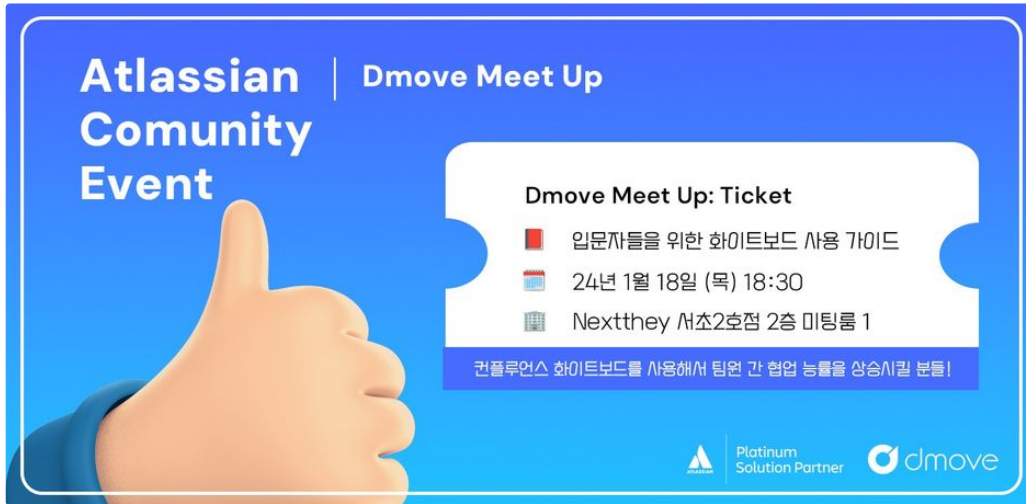 Atlassian
Comunity
Event
Dmove Meet Up
Dmove Meet Up: Ticket
입문자들을 위한 화이트보드 사용 가이드
24년 1월 18일 (목) 18:30
Nextthey 서초2호점 2층 미팅룸 1
컨플루언스 화이트보드를 사용해서 팀원 간 협업 능률을 상승시킬 분들!
ATLASSIAN
Platinum
Solution Partner
dmove